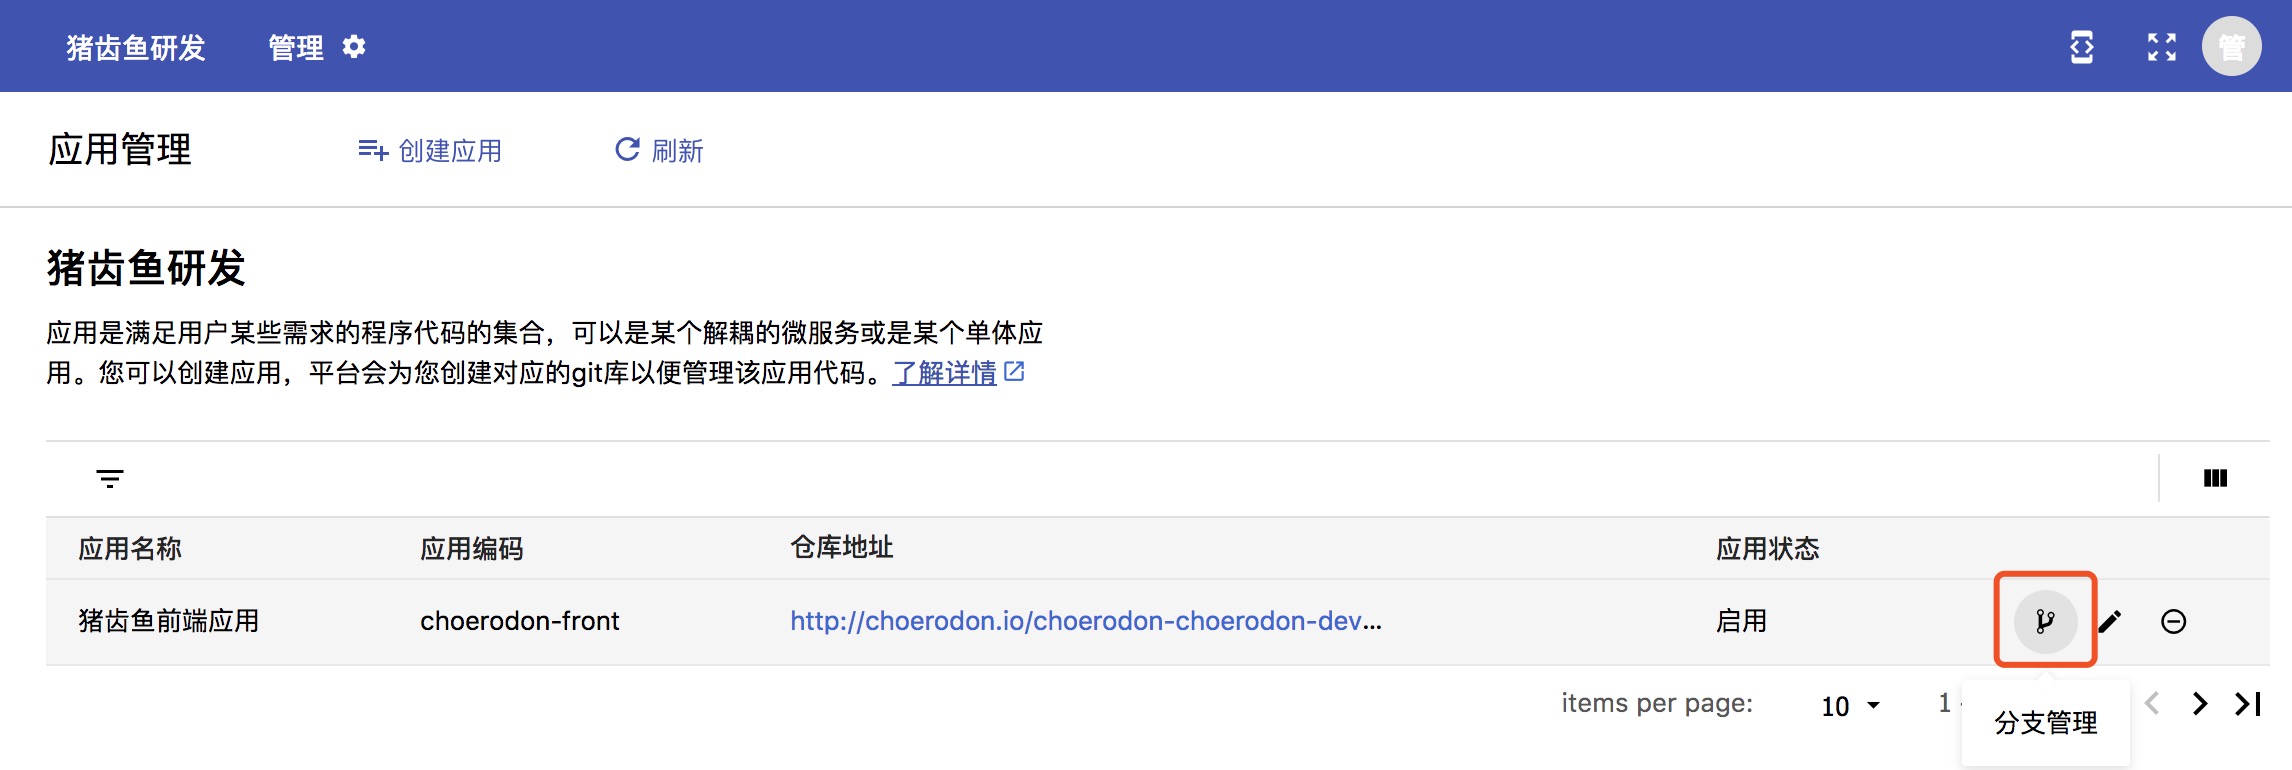 猪齿鱼研发 管理 管
应用管理 创建应用 刷新
猪齿鱼研发
应用是满足用户某些需求的程序代码的集合，可以是某个解耦的微服务或是某个单体应
用。您可以创建应用，平台会为您创建对应的git库以便管理该应用代码。了解详情
应用名称 应用编码 仓库地址 应用状态
猪齿鱼前端应用 choerodon-front http://choerodon.io/choerodon-choerodon-dev... 启用
items per page: 10 1
分支管理